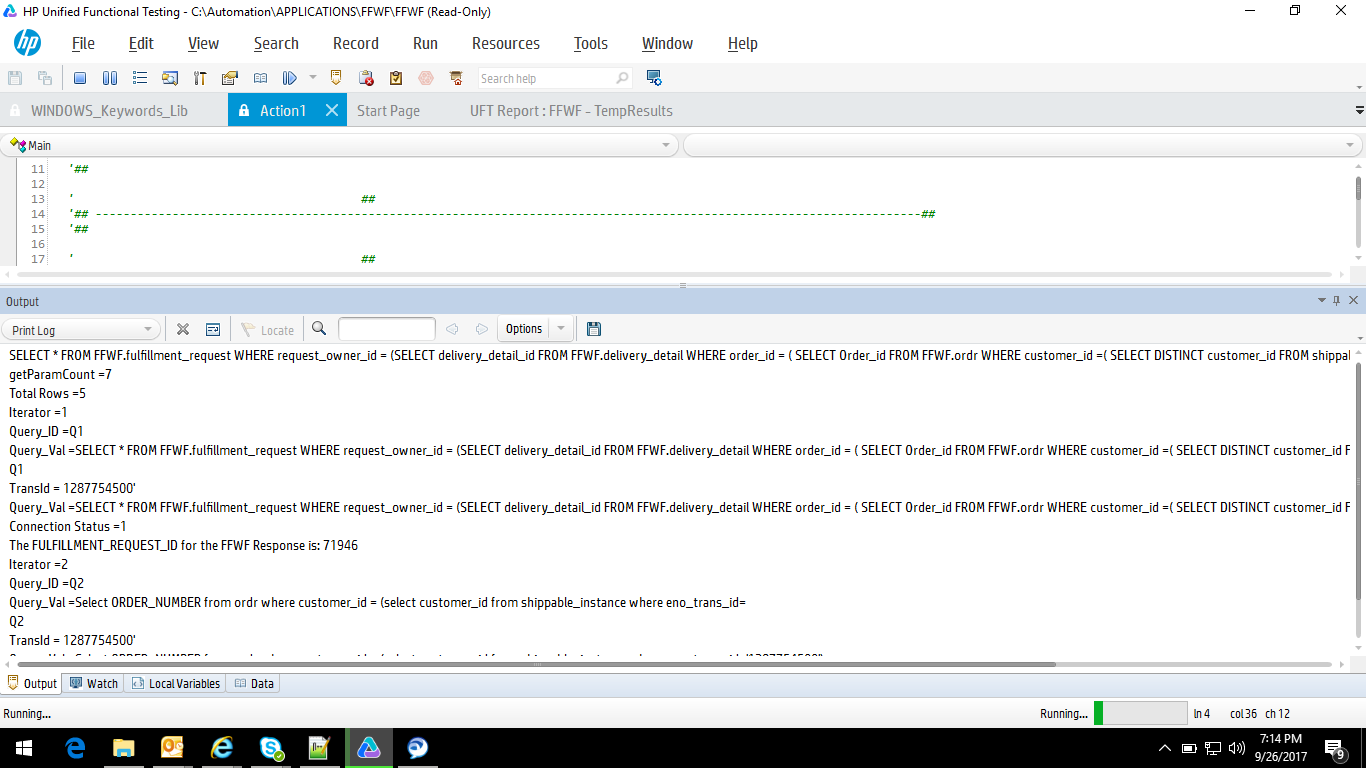 HP Unified Functional Testing - C:\Automation\APPLICATIONS\FFWF\FFWF (Read-Only)
hp File Edit View Search Record Run Resources Tools Window Help
Search help
WINDOWS_Keywords_Lib Action1 Start Page UFT Report : FFWF - TempResults
Main
11 '##
12
13 ' ##
14 '## ----------------------------------------------------------------------------------------------------------------------##
15 '##
16
17 ' ##
Output
Print Log Locate Options
SELECT * FROM FFWF.fulfillment_request WHERE request_owner_id = (SELECT delivery_detail_id FROM FFWF.delivery_detail WHERE order_id = ( SELECT Order_id FROM FFWF.ordr WHERE customer_id =( SELECT DISTINCT customer_id FROM shippal
getParamCount =7
Total Rows =5
Iterator =1
Query_ID =Q1
Query_Val =SELECT * FROM FFWF.fulfillment_request WHERE request_owner_id = (SELECT delivery_detail_id FROM FFWF.delivery_detail WHERE order_id = ( SELECT Order_id FROM FFWF.ordr WHERE customer_id =( SELECT DISTINCT customer_id F
Q1
TransId = 1287754500'
Query_Val =SELECT * FROM FFWF.fulfillment_request WHERE request_owner_id = (SELECT delivery_detail_id FROM FFWF.delivery_detail WHERE order_id = ( SELECT Order_id FROM FFWF.ordr WHERE customer_id =( SELECT DISTINCT customer_id F
Connection Status =1
The FULFILLMENT_REQUEST_ID for the FFWF Response is: 71946
Iterator =2
Query_ID =Q2
Query_Val =Select ORDER_NUMBER from ordr where customer_id = (select customer_id from shippable_instance where eno_trans_id=
Q2
TransId = 1287754500'
Output Watch Local Variables Data
Running... Running... ln 4 col 36 ch 12
7:14 PM
9/26/2017
9